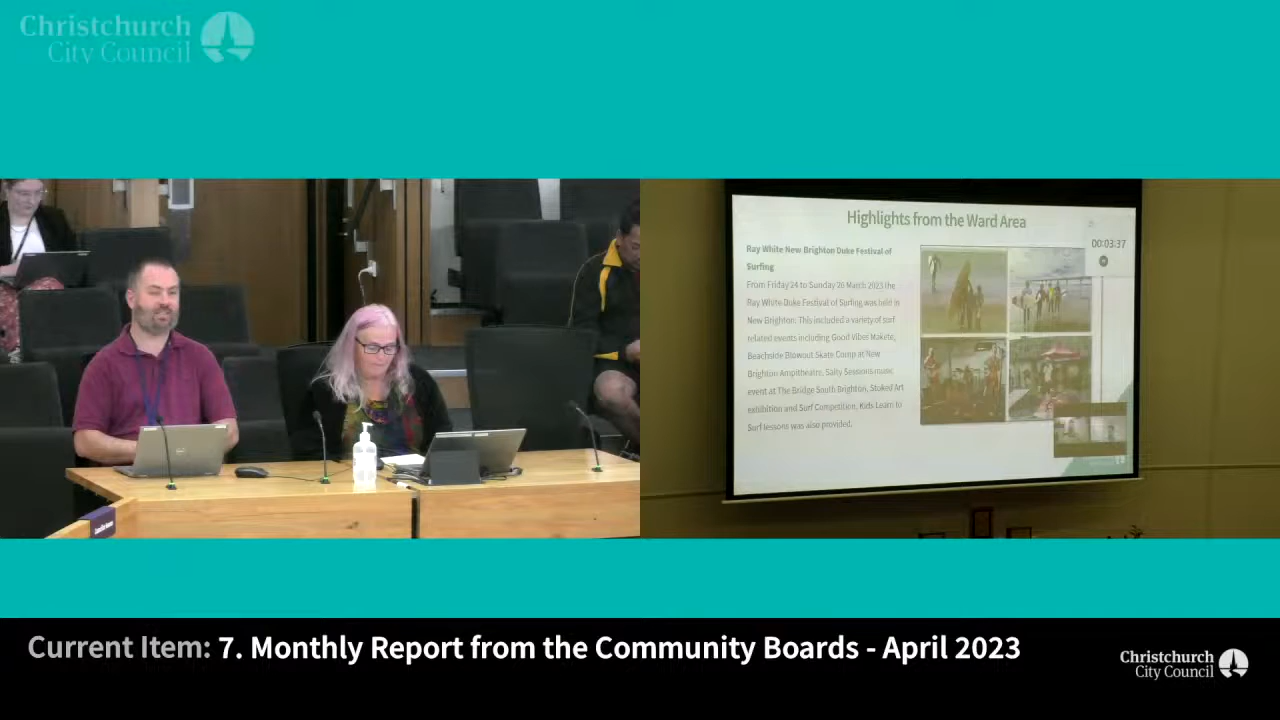 Christchurch
City Council
Highlights from the Ward Area
00:03:37
Ray White New Brighton Duke Festival of
Surfing
From Friday 24 to Sunday 26 March 2023 the
Ray White Duke Festival of Surfing was held in
New Brighton. This included a variety of surf
related events including Good Vibes Makete,
Beachside Blowout Skate Comp at New
Brighton Ampitheatre, Salty Sessions music
event at The Bridge South Brighton, Stoked Art
exhibition and Surf Competition. Kids Learn to
Surf lessons was also provided.
Current Item: 7. Monthly Report from the Community Boards - April 2023
Christchurch
City Council